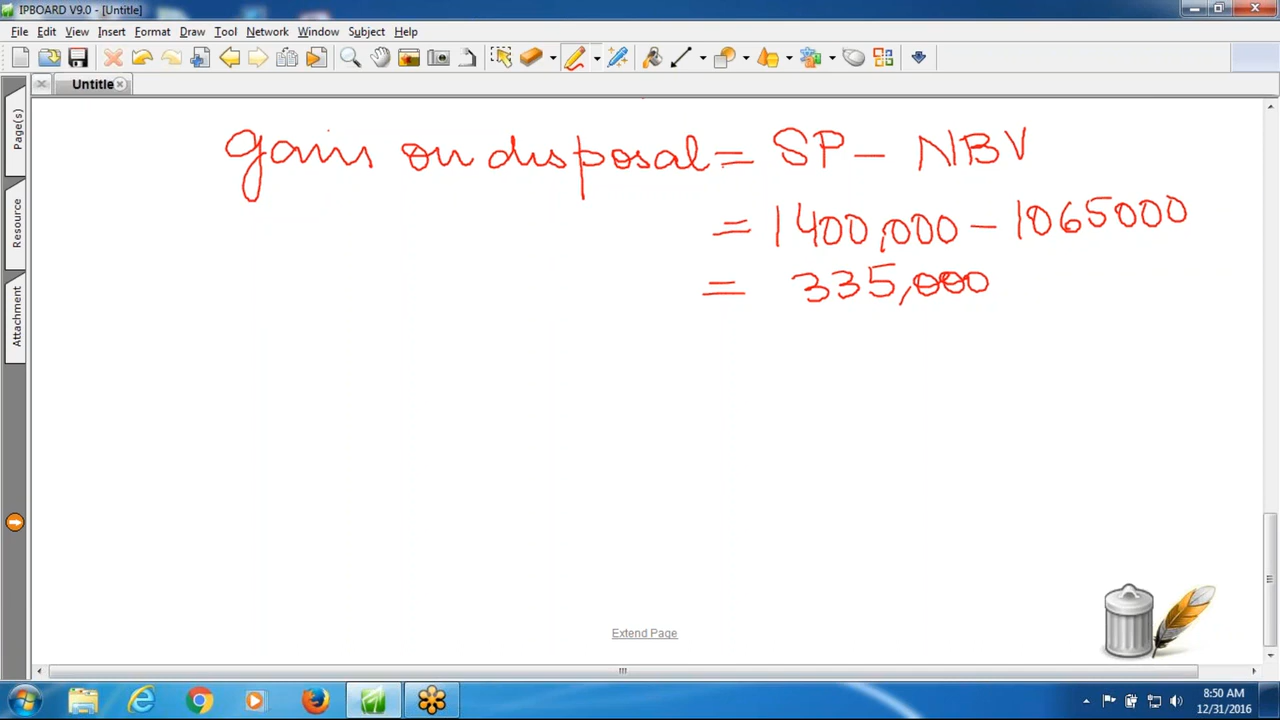 IPBOARD V9.0 - [Untitle]
File Edit View Insert Format Draw Tool Network Window Subject Help
Untitle
Page(s)
Resource
Attachment
gain on disposal = SP - NBV
= 1400,000 - 1065000
= 335,000
Extend Page
8:50 AM
12/31/2016